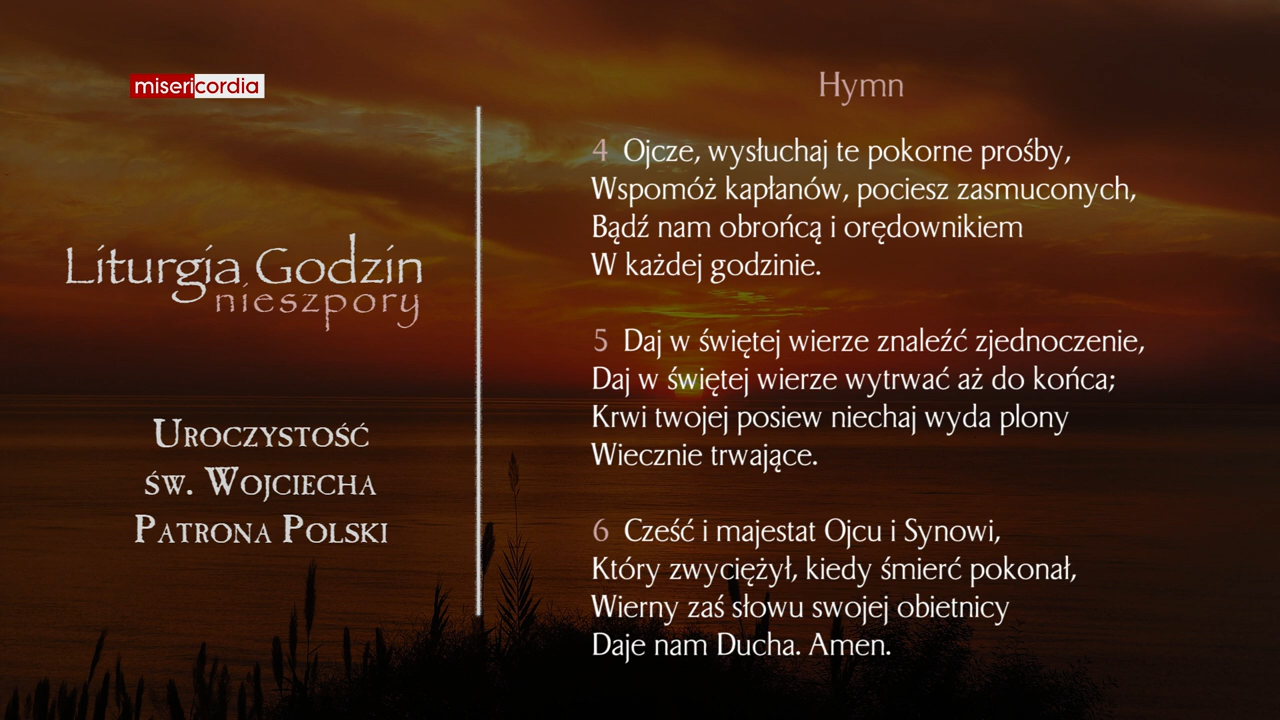 misericordia
Liturgia Godzin
nieszpory
Uroczystość
św. Wojciecha
Patrona Polski
Hymn
4 Ojcze, wysłuchaj te pokorne prośby,
Wspomóż kapłanów, pociesz zasmuconych,
Bądź nam obrońcą i orędownikiem
W każdej godzinie.
5 Daj w świętej wierze znaleźć zjednoczenie,
Daj w świętej wierze wytrwać aż do końca;
Krwi twojej posiew niechaj wyda plony
Wiecznie trwające.
6 Cześć i majestat Ojcu i Synowi,
Który zwyciężył, kiedy śmierć pokonał,
Wierny zaś słowu swojej obietnicy
Daje nam Ducha. Amen.